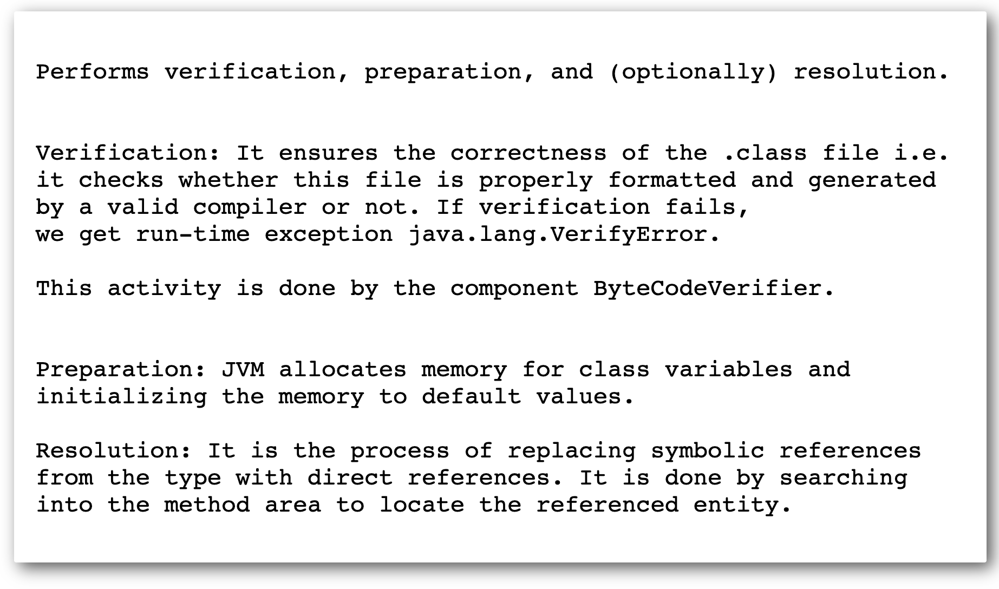 Performs verification, preparation, and (optionally) resolution.
Verification: It ensures the correctness of the .class file i.e.
it checks whether this file is properly formatted and generated
by a valid compiler or not. If verification fails,
we get run-time exception java.lang.VerifyError.
This activity is done by the component ByteCodeVerifier.
Preparation: JVM allocates memory for class variables and
initializing the memory to default values.
Resolution: It is the process of replacing symbolic references
from the type with direct references. It is done by searching
into the method area to locate the referenced entity.